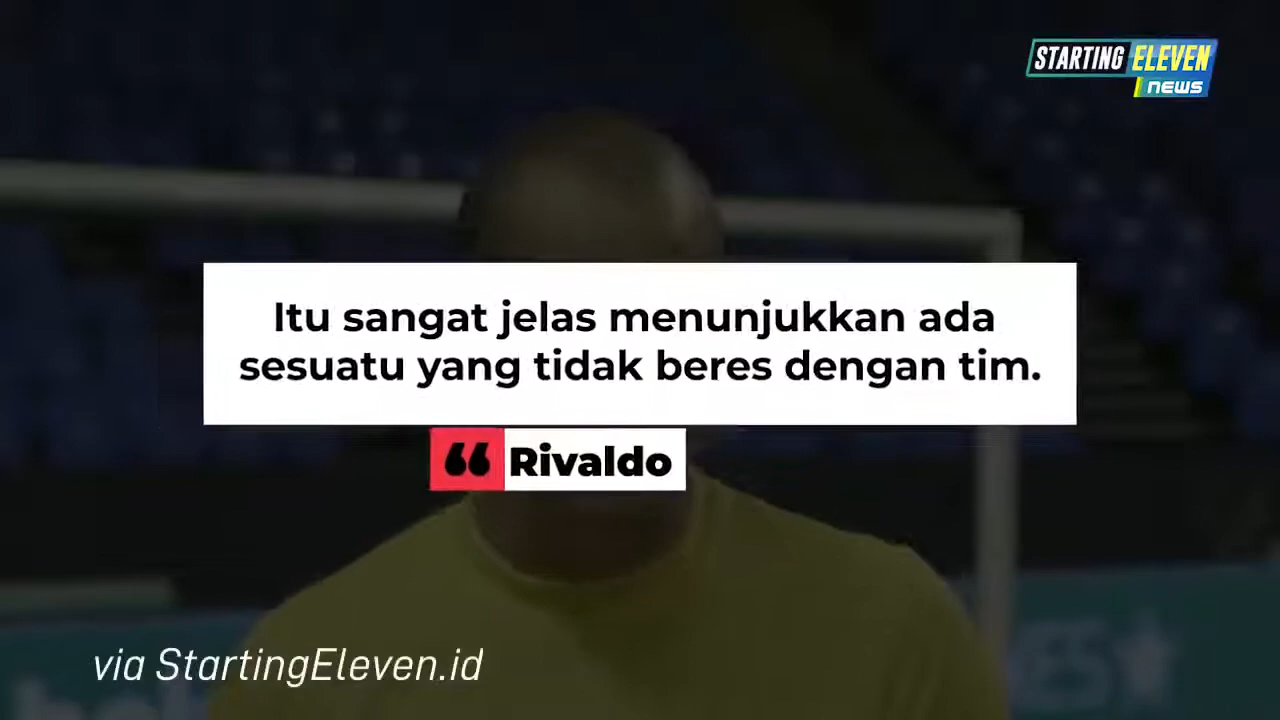 STARTING ELEVEN
news
Itu sangat jelas menunjukkan ada
sesuatu yang tidak beres dengan tim.
“ Rivaldo
via StartingEleven.id